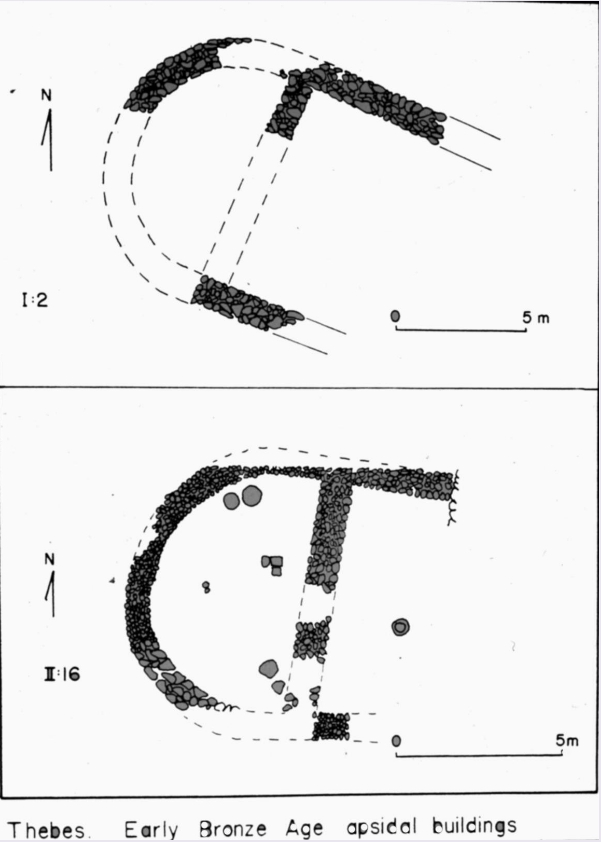 N
I:2
0 5 m
N
II:16
0 5m
Thebes. Early Bronze Age apsidal buildings